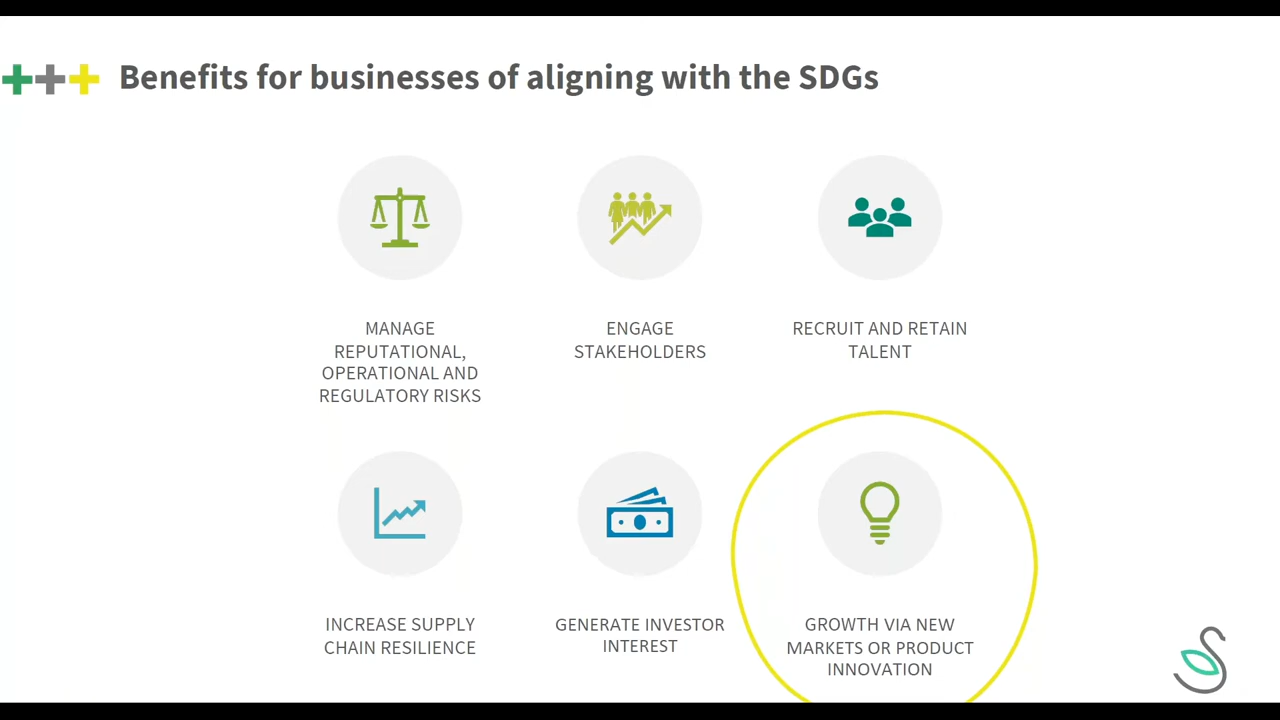 Benefits for businesses of aligning with the SDGs
MANAGE
REPUTATIONAL,
OPERATIONAL AND
REGULATORY RISKS
ENGAGE
STAKEHOLDERS
RECRUIT AND RETAIN
TALENT
INCREASE SUPPLY
CHAIN RESILIENCE
GENERATE INVESTOR
INTEREST
GROWTH VIA NEW
MARKETS OR PRODUCT
INNOVATION